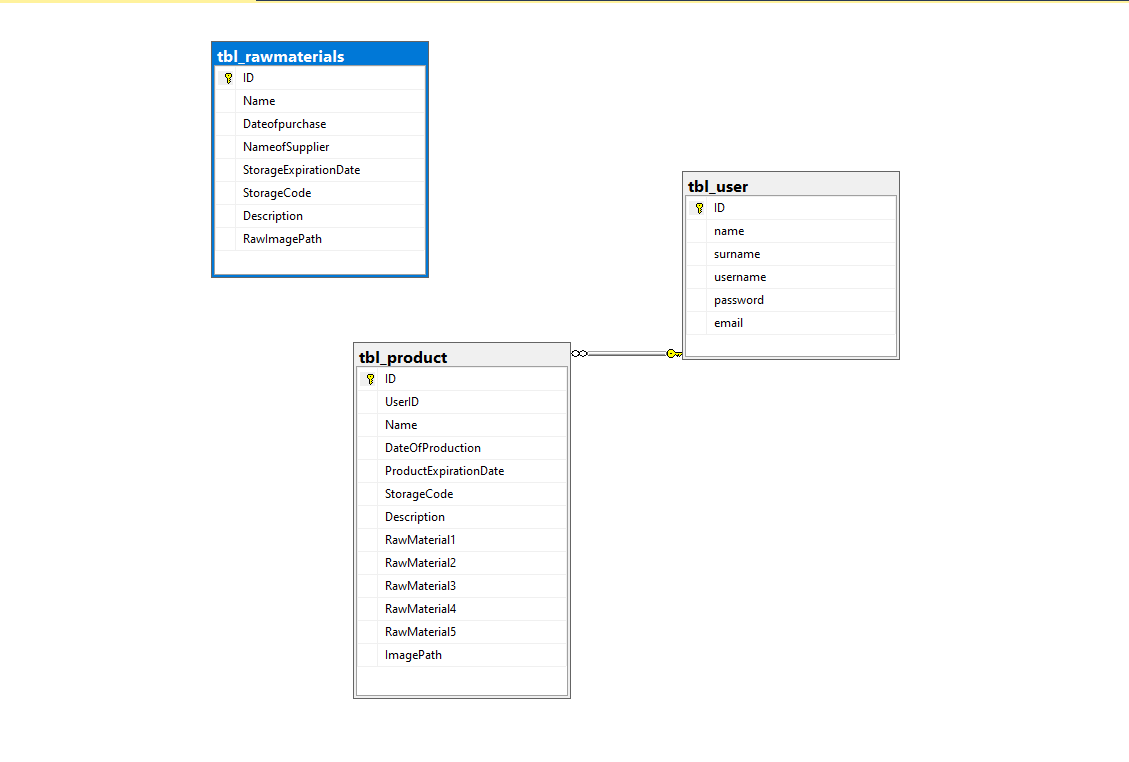 tbl_rawmaterials
ID
Name
Dateofpurchase
NameofSupplier
StorageExpirationDate
StorageCode
Description
RawImagePath
tbl_user
ID
name
surname
username
password
email
tbl_product
ID
UserID
Name
DateOfProduction
ProductExpirationDate
StorageCode
Description
RawMaterial1
RawMaterial2
RawMaterial3
RawMaterial4
RawMaterial5
ImagePath